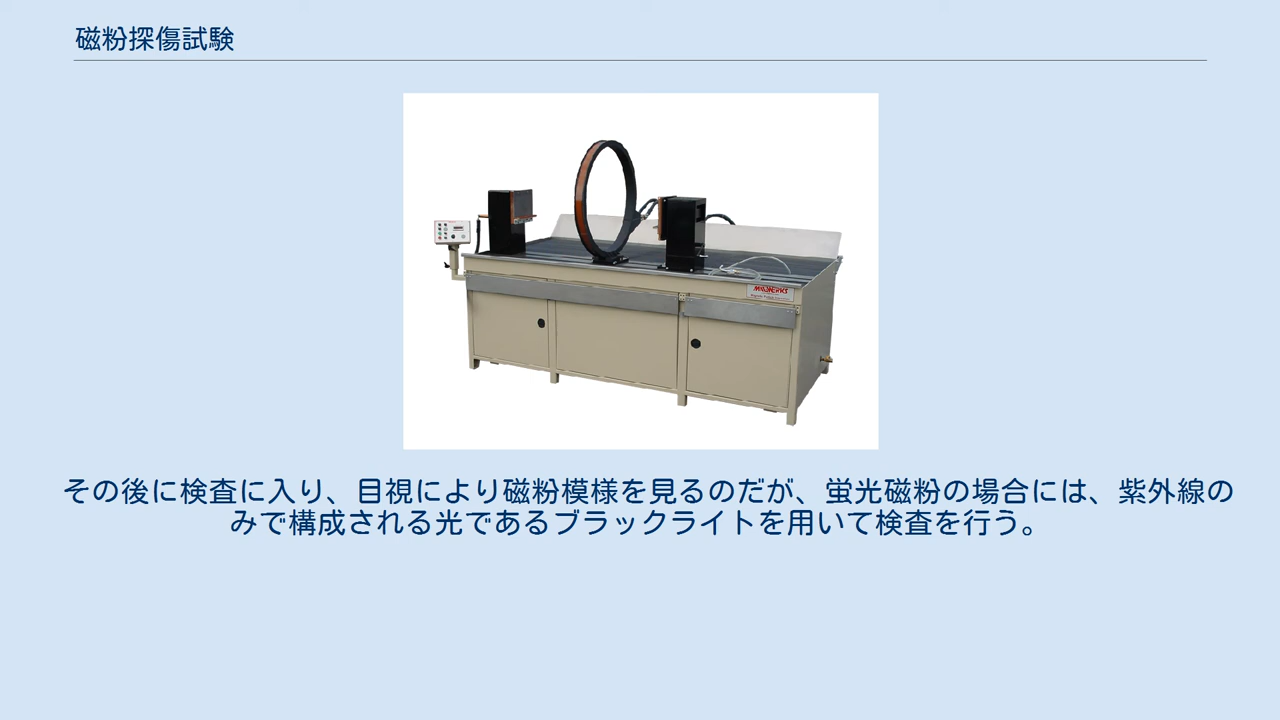 磁粉探傷試験
MAGWERKS
その後に検査に入り、目視により磁粉模様を見るのだが、蛍光磁粉の場合には、紫外線の
みで構成される光であるブラックライトを用いて検査を行う。